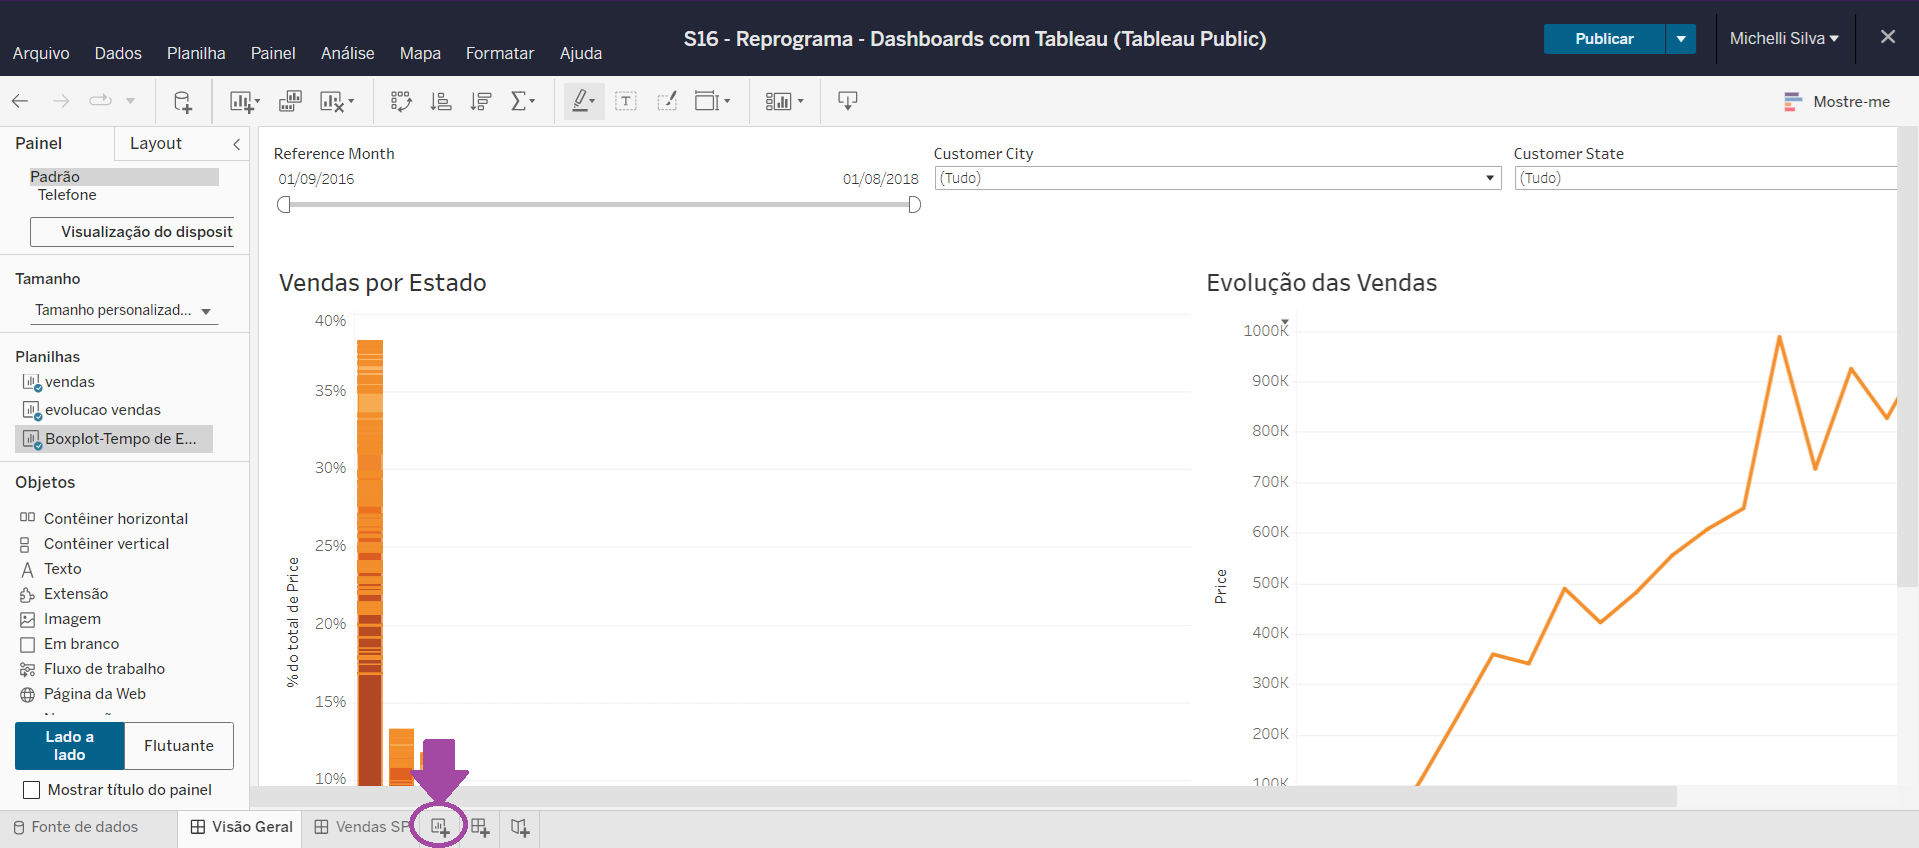 S16 - Reprograma - Dashboards com Tableau (Tableau Public)
Publicar
Michelli Silva
Arquivo Dados Planilha Painel Análise Mapa Formatar Ajuda
Mostre-me
Painel Layout
Padrão
Telefone
Visualização do disposit
Tamanho
Tamanho personalizad...
Planilhas
vendas
evolucao vendas
Boxplot-Tempo de E...
Objetos
Contêiner horizontal
Contêiner vertical
Texto
Extensão
Imagem
Em branco
Fluxo de trabalho
Página da Web
Lado a lado
Flutuante
Mostrar título do painel
Reference Month
01/09/2016 01/08/2018
Customer City
(Tudo)
Customer State
(Tudo)
Vendas por Estado
40%
35%
30%
25%
20%
15%
10%
% do total de Price
Evolução das Vendas
1000K
900K
800K
700K
600K
500K
400K
300K
200K
100K
Price
Fonte de dados Visão Geral Vendas SP